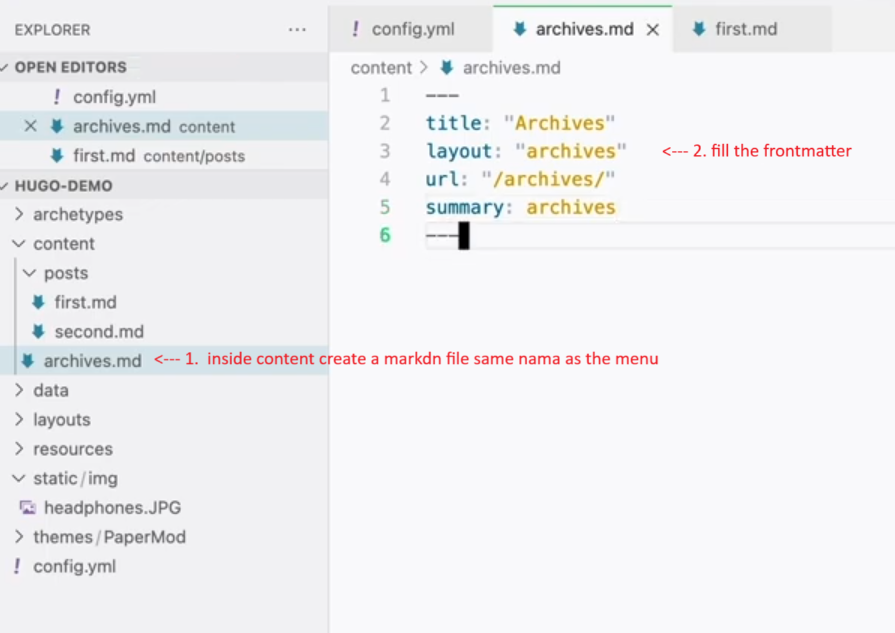 EXPLORER ...
OPEN EDITORS
! config.yml
archives.md content
first.md content/posts
HUGO-DEMO
archetypes
content
posts
first.md
second.md
archives.md <--- 1. inside content create a markdn file same nama as the menu
data
layouts
resources
static/img
headphones.JPG
themes/PaperMod
! config.yml
! config.yml archives.md first.md
content > archives.md
1 ---
2 title: "Archives"
3 layout: "archives" <--- 2. fill the frontmatter
4 url: "/archives/"
5 summary: archives
6 ---